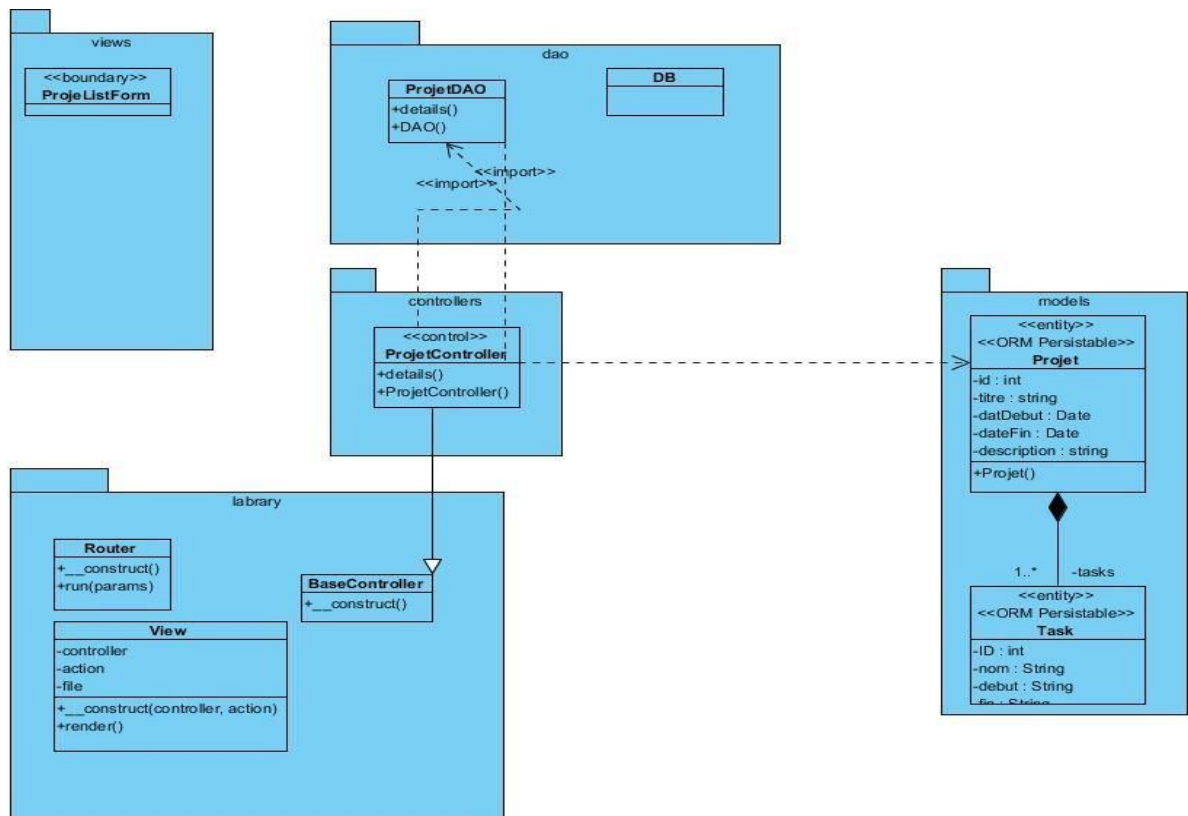 views
<<boundary>>
ProjeListForm
dao
ProjetDAO
+details()
+DAO()
DB
<<import>>
<<import>>
controllers
<<control>>
ProjetController
+details()
+ProjetController()
models
<<entity>>
<<ORM Persistable>>
Projet
-id : int
-titre : string
-datDebut : Date
-dateFin : Date
-description : string
+Projet()
1..*
-tasks
<<entity>>
<<ORM Persistable>>
Task
-ID : int
-nom : String
-debut : String
-fin : String
labrary
Router
+__construct()
+run(params)
BaseController
+__construct()
View
-controller
-action
-file
+__construct(controller, action)
+render()